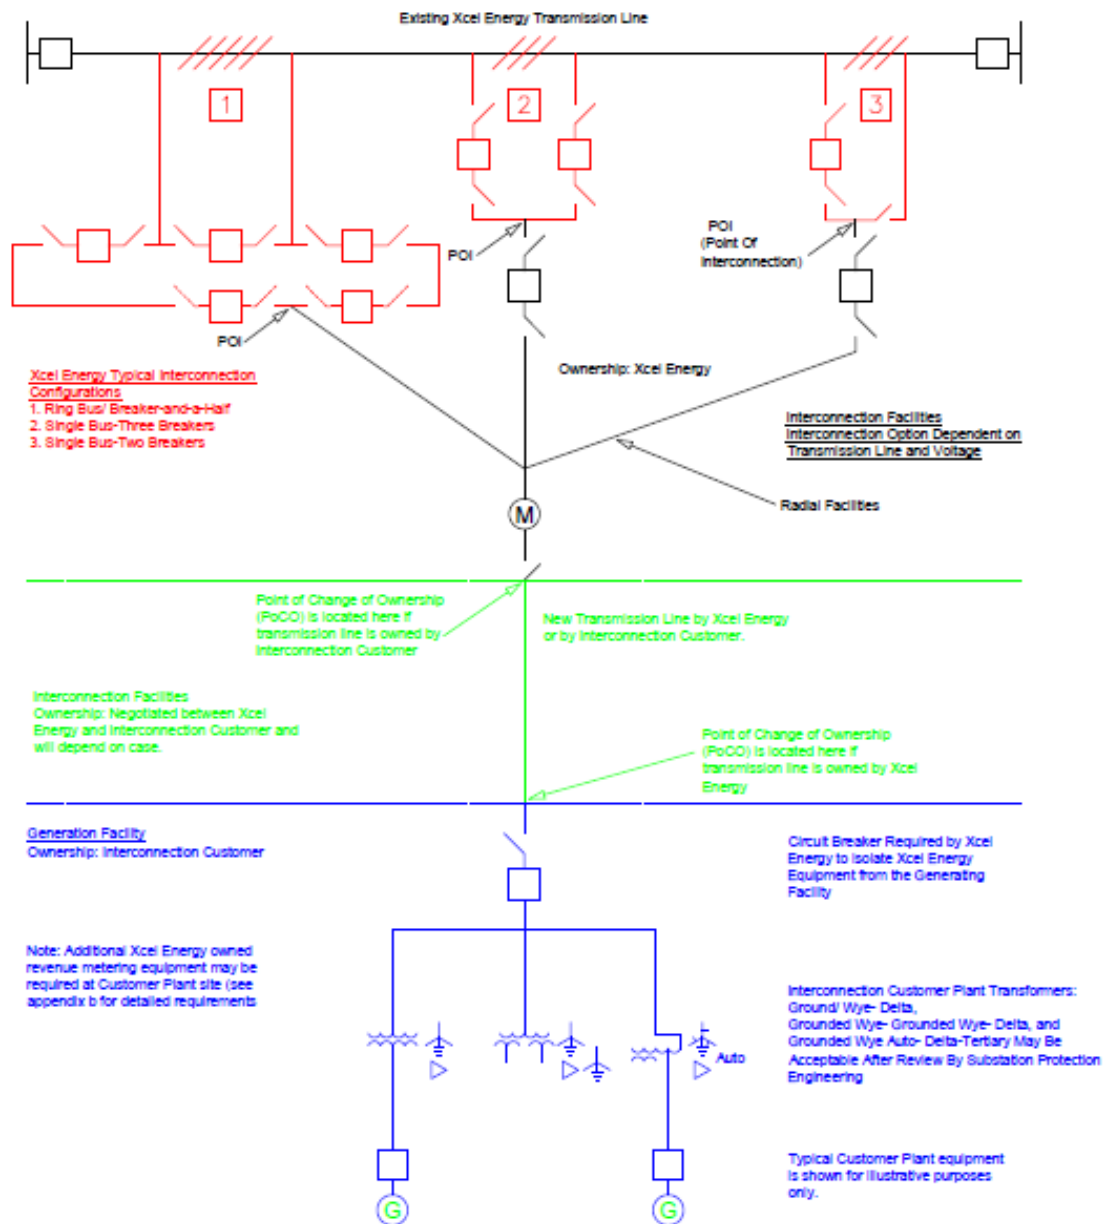 Existing Xcel Energy Transmission Line
1
2
3
POI
POI
(Point Of
Interconnection)
POI
Xcel Energy Typical Interconnection
Configurations
1. Ring Bus/ Breaker-and-a-Half
2. Single Bus-Three Breakers
3. Single Bus-Two Breakers
Ownership: Xcel Energy
Interconnection Facilities
Interconnection Option Dependent on
Transmission Line and Voltage
Radial Facilities
M
Point of Change of Ownership
(PoCO) is located here if
transmission line is owned by
Interconnection Customer
New Transmission Line by Xcel Energy
or by Interconnection Customer.
Interconnection Facilities
Ownership: Negotiated between Xcel
Energy and Interconnection Customer and
will depend on case.
Point of Change of Ownership
(PoCO) is located here if
transmission line is owned by Xcel
Energy
Generation Facility
Ownership: Interconnection Customer
Circuit Breaker Required by Xcel
Energy to Isolate Xcel Energy
Equipment from the Generating
Facility
Note: Additional Xcel Energy owned
revenue metering equipment may be
required at Customer Plant site (see
appendix b for detailed requirements
Interconnection Customer Plant Transformers:
Ground/ Wye- Delta,
Grounded Wye- Grounded Wye- Delta, and
Grounded Wye Auto- Delta-Tertiary May Be
Acceptable After Review By Substation Protection
Engineering
Auto
Typical Customer Plant equipment
is shown for illustrative purposes
only.
G
G